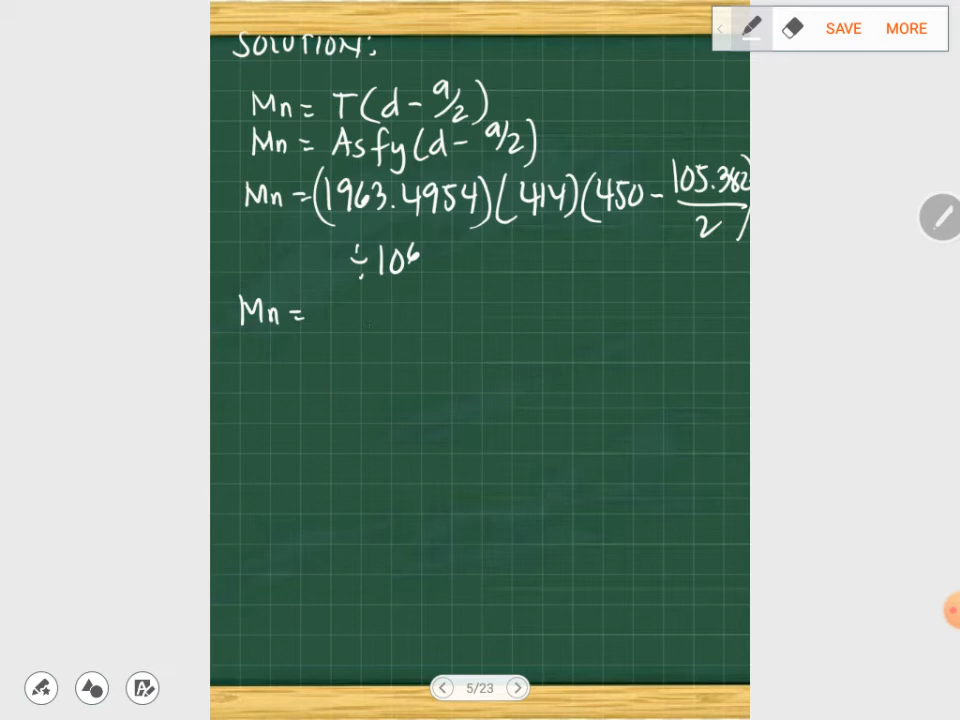 SAVE MORE
SOLUTION:
Mn = T(d - a/2)
Mn = Asfy(d - a/2)
Mn = (1963.4954)(414)(450 - 105.382/2)
÷ 10⁶
Mn =
5/23